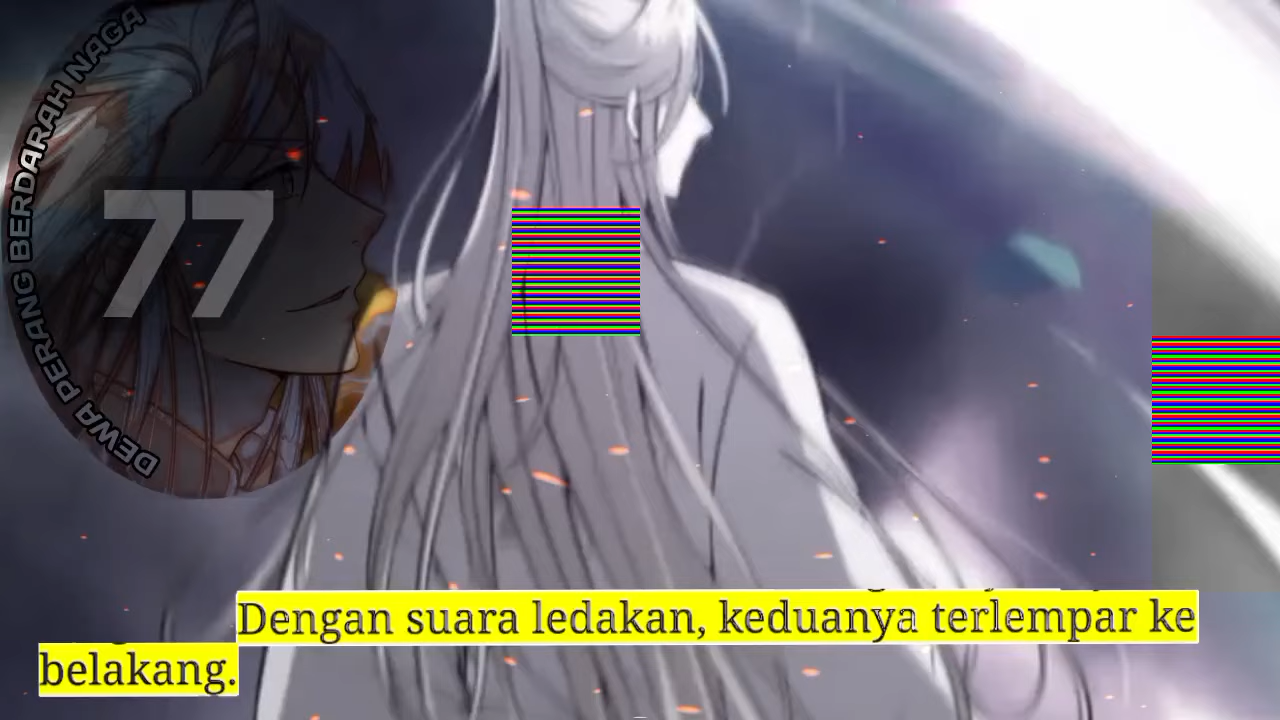 DEWA PERANG BERDARAH NAGA
77
Dengan suara ledakan, keduanya terlempar ke
belakang.